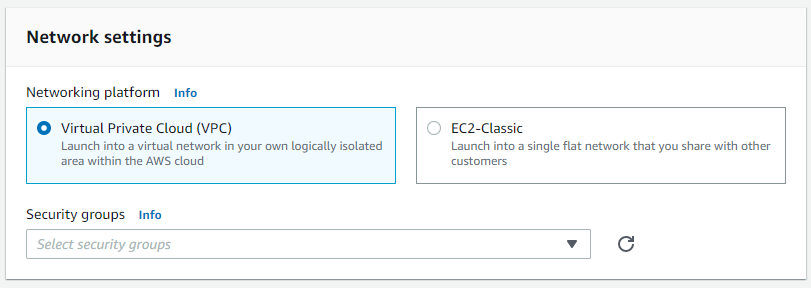 Network settings
Networking platform Info
Virtual Private Cloud (VPC)
Launch into a virtual network in your own logically isolated
area within the AWS cloud
EC2-Classic
Launch into a single flat network that you share with other
customers
Security groups Info
Select security groups